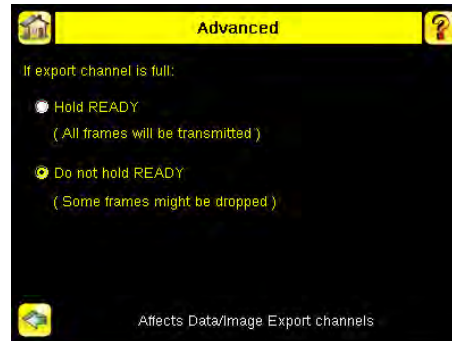 Advanced
?
If export channel is full:
Hold READY
( All frames will be transmitted )
Do not hold READY
( Some frames might be dropped )
Affects Data/Image Export channels